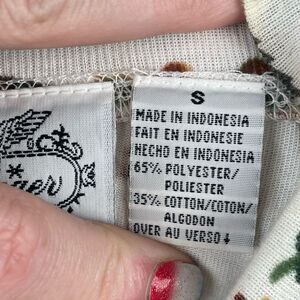 S
MADE IN INDONESIA
FAIT EN INDONESIE
HECHO EN INDONESIA
65% POLYESTER/
POLIESTER
35% COTTON/COTON/
ALGODON
OVER AU VERSO↓